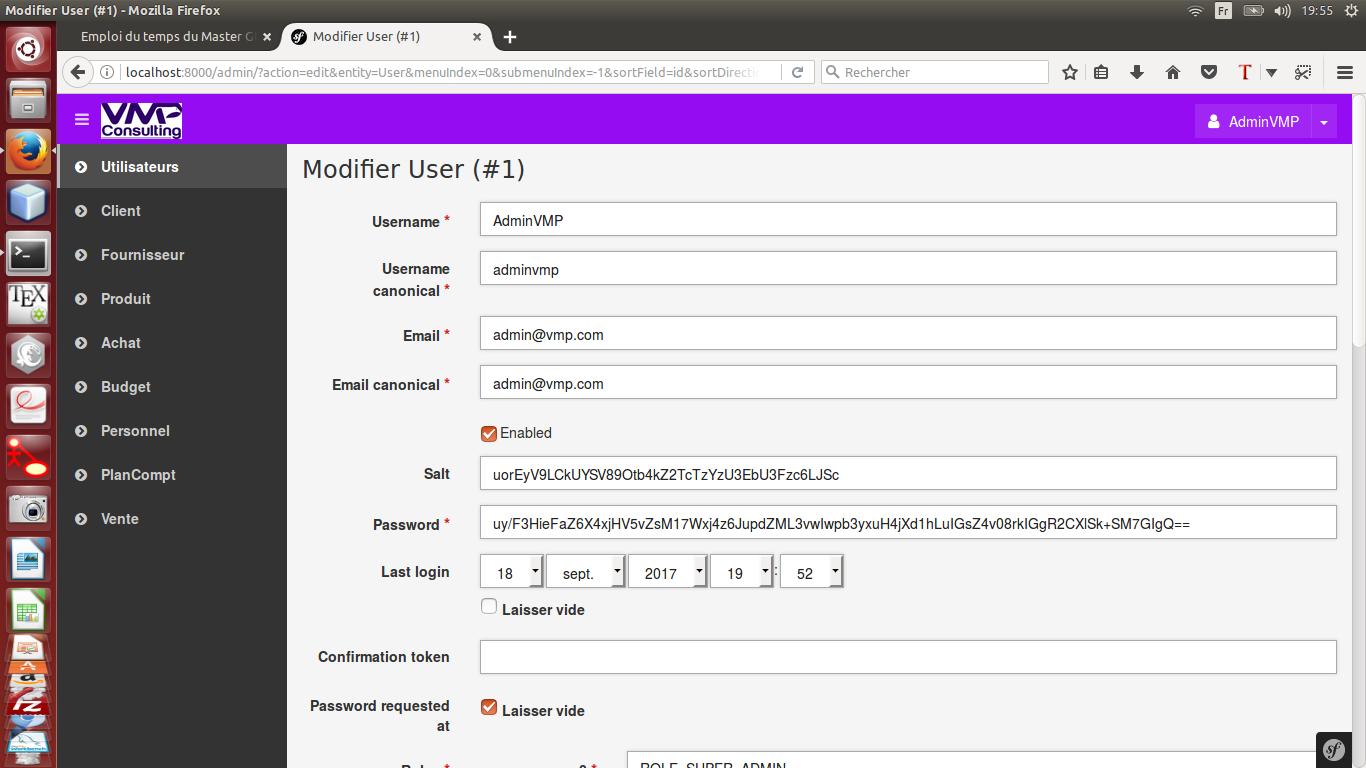 Modifier User (#1) - Mozilla Firefox
Fr
19:55
Emploi du temps du Master G
Modifier User (#1)
localhost:8000/admin/?action=edit&entity=User&menuIndex=0&submenuIndex=-1&sortField=id&sortDirecti
Rechercher
VMP
Consulting
AdminVMP
Utilisateurs
Client
Fournisseur
Produit
Achat
Budget
Personnel
PlanCompt
Vente
Modifier User (#1)
Username *
AdminVMP
Username
canonical *
adminvmp
Email *
admin@vmp.com
Email canonical *
admin@vmp.com
Enabled
Salt
uorEyV9LCkUYSV89Otb4kZ2TcTzYzU3EbU3Fzc6LJSc
Password *
uy/F3HieFaZ6X4xjHV5vZsM17Wxj4z6JupdZML3vwIwpb3yxuH4jXd1hLuIGsZ4v08rkIGgR2CXlSk+SM7GIgQ==
Last login
18 sept. 2017 19 : 52
Laisser vide
Confirmation token
Password requested
at
Laisser vide
ROLE_SUPER_ADMIN
sf
TEX